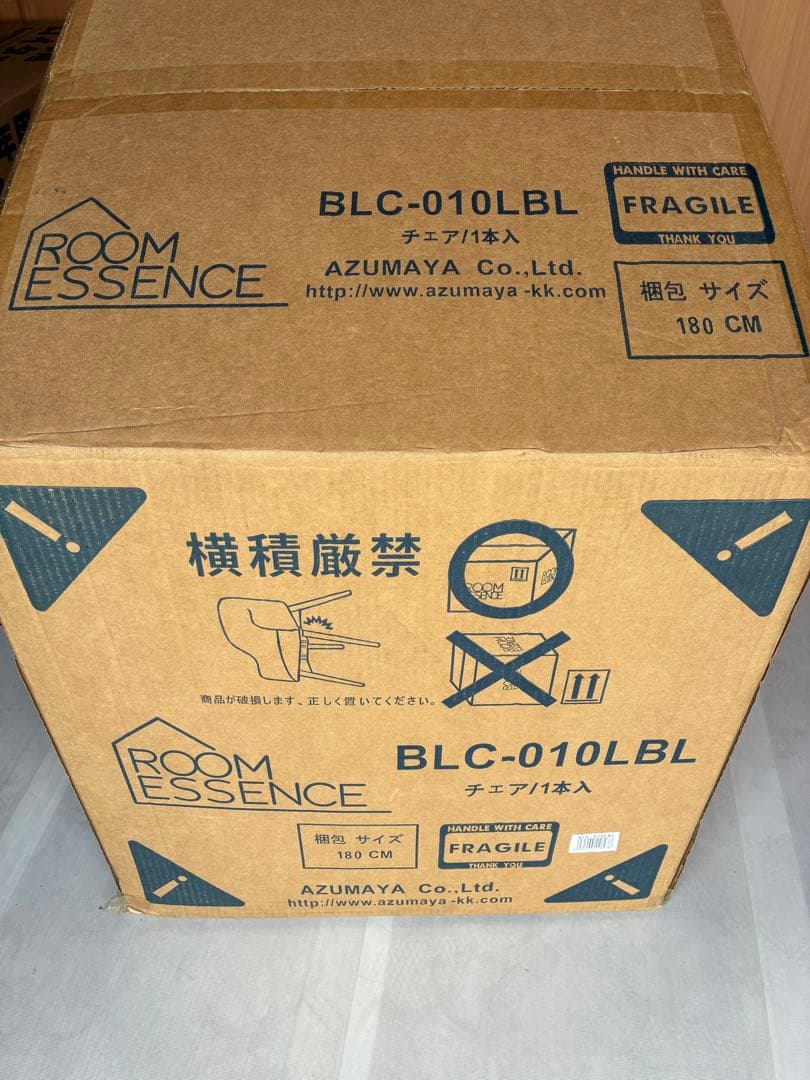 ROOM
ESSENCE
BLC-010LBL
チェア/1本入
AZUMAYA Co.,Ltd.
http://www.azumaya-kk.com
HANDLE WITH CARE
FRAGILE
THANK YOU
梱包 サイズ
180 CM
横積厳禁
ROOM
ESSENCE
商品が破損します、正しく置いてください。
ROOM
ESSENCE
BLC-010LBL
チェア/1本入
梱包 サイズ
180 CM
HANDLE WITH CARE
FRAGILE
THANK YOU
AZUMAYA Co.,Ltd.
http://www.azumaya-kk.com